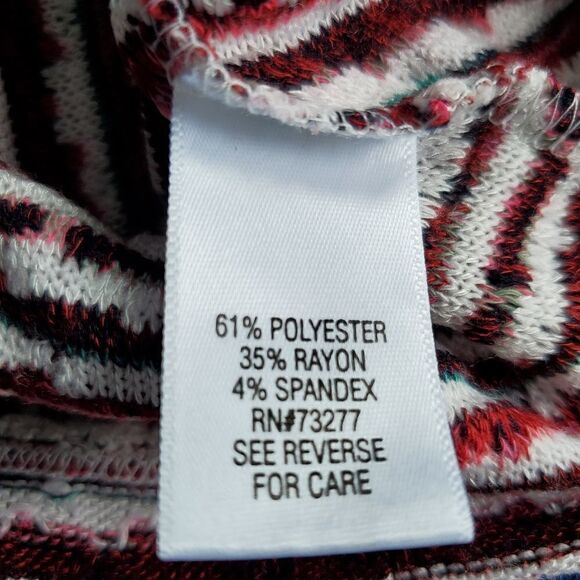 61% POLYESTER
35% RAYON
4% SPANDEX
RN#73277
SEE REVERSE
FOR CARE